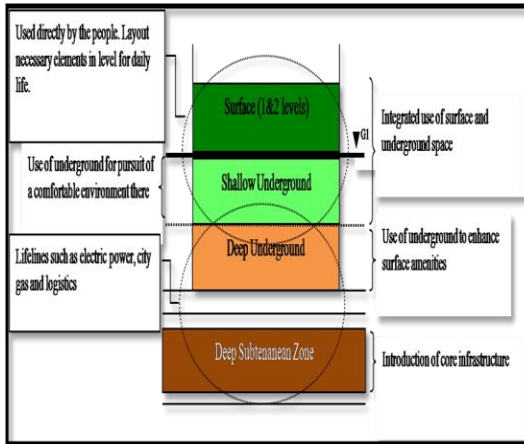 Used directly by the people. Layout
necessary elements in level for daily
life.
Surface (1&2 levels)
G1
Integrated use of surface and
underground space
Use of underground for pursuit of
a comfortable environment there
Shallow Underground
Lifelines such as electric power, city
gas and logistics
Deep Underground
Use of underground to enhance
surface amenities
Deep Subtenanean Zone
Introduction of core infrastructure